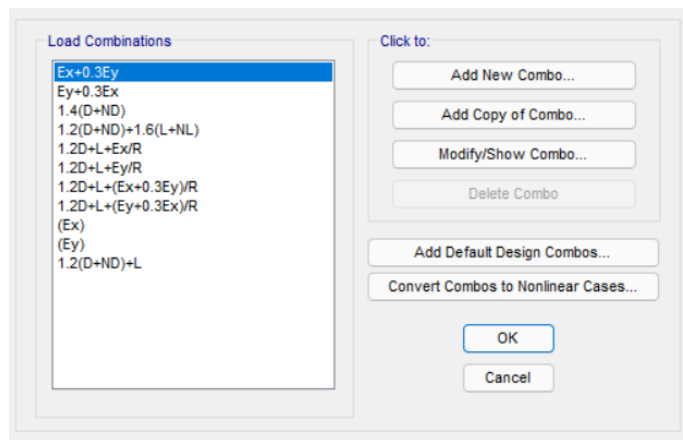 Load Combinations
Ex+0.3Ey
Ey+0.3Ex
1.4(D+ND)
1.2(D+ND)+1.6(L+NL)
1.2D+L+Ex/R
1.2D+L+Ey/R
1.2D+L+(Ex+0.3Ey)/R
1.2D+L+(Ey+0.3Ex)/R
(Ex)
(Ey)
1.2(D+ND)+L
Click to:
Add New Combo...
Add Copy of Combo...
Modify/Show Combo...
Delete Combo
Add Default Design Combos...
Convert Combos to Nonlinear Cases...
OK
Cancel